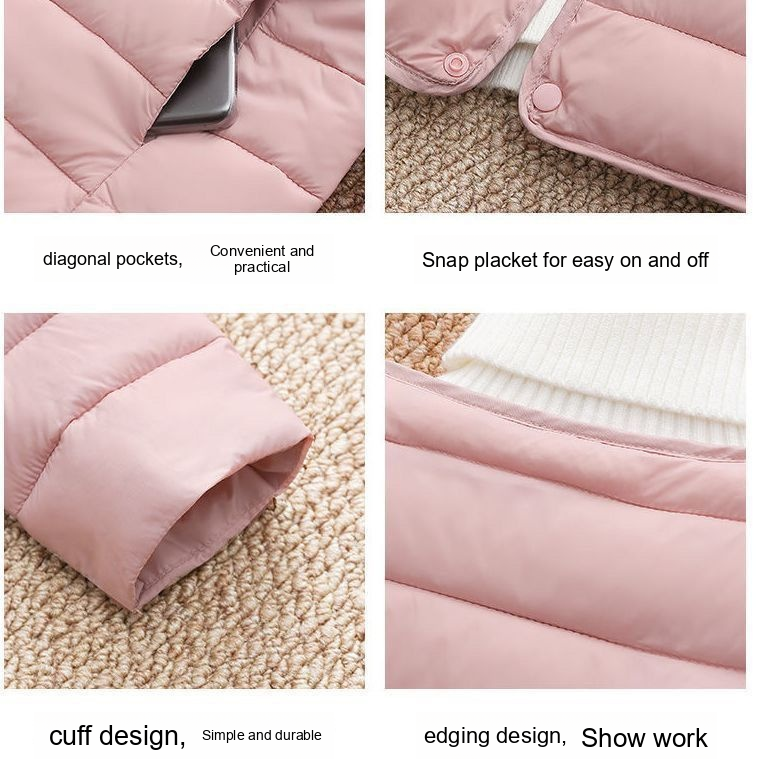 diagonal pockets, Convenient and
practical
Snap placket for easy on and off
cuff design, Simple and durable
edging design, Show work